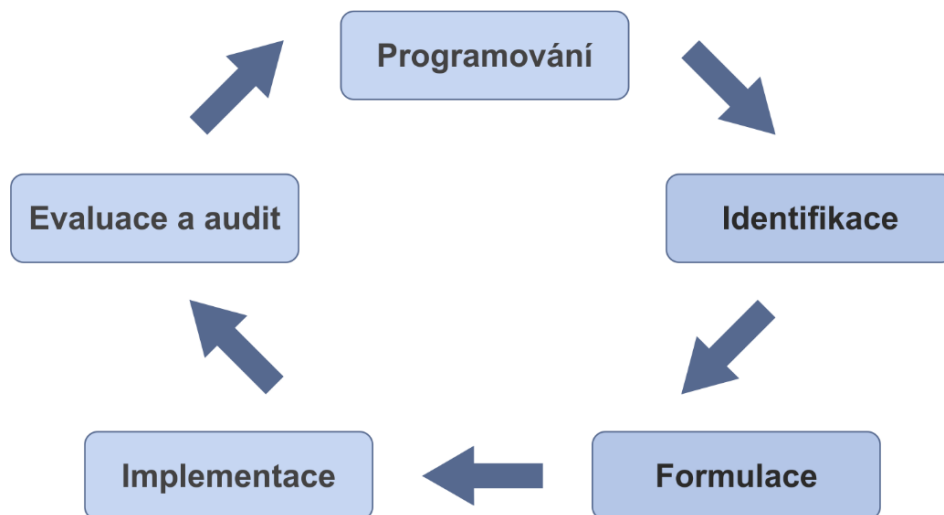 Programování
Identifikace
Formulace
Implementace
Evaluace a audit